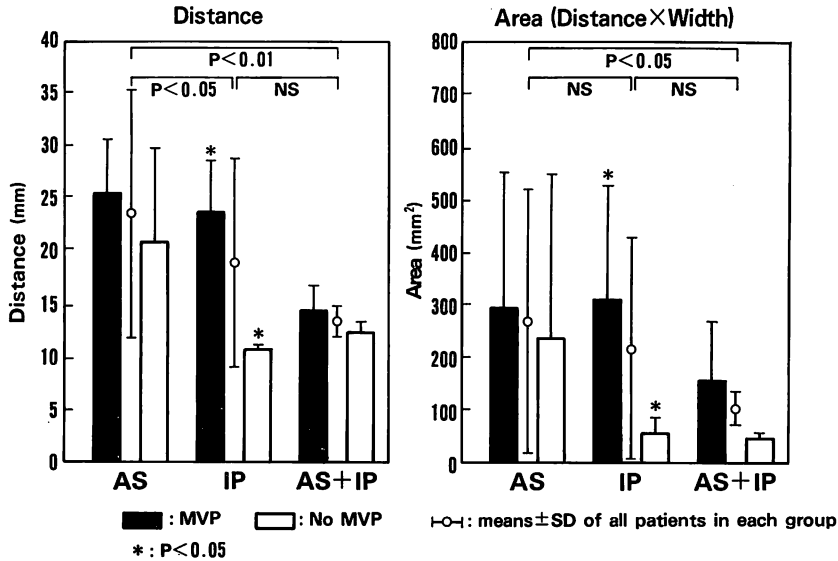 Distance
40
35
30
25
20
15
10
5
0
Distance (mm)
P<0.01
P<0.05
NS
*
*
AS
IP
AS+IP
Area (Distance×Width)
800
700
600
500
400
300
200
100
0
Area (mm²)
P<0.05
NS
NS
*
*
AS
IP
AS+IP
: MVP
: No MVP
: means±SD of all patients in each group
* : P<0.05